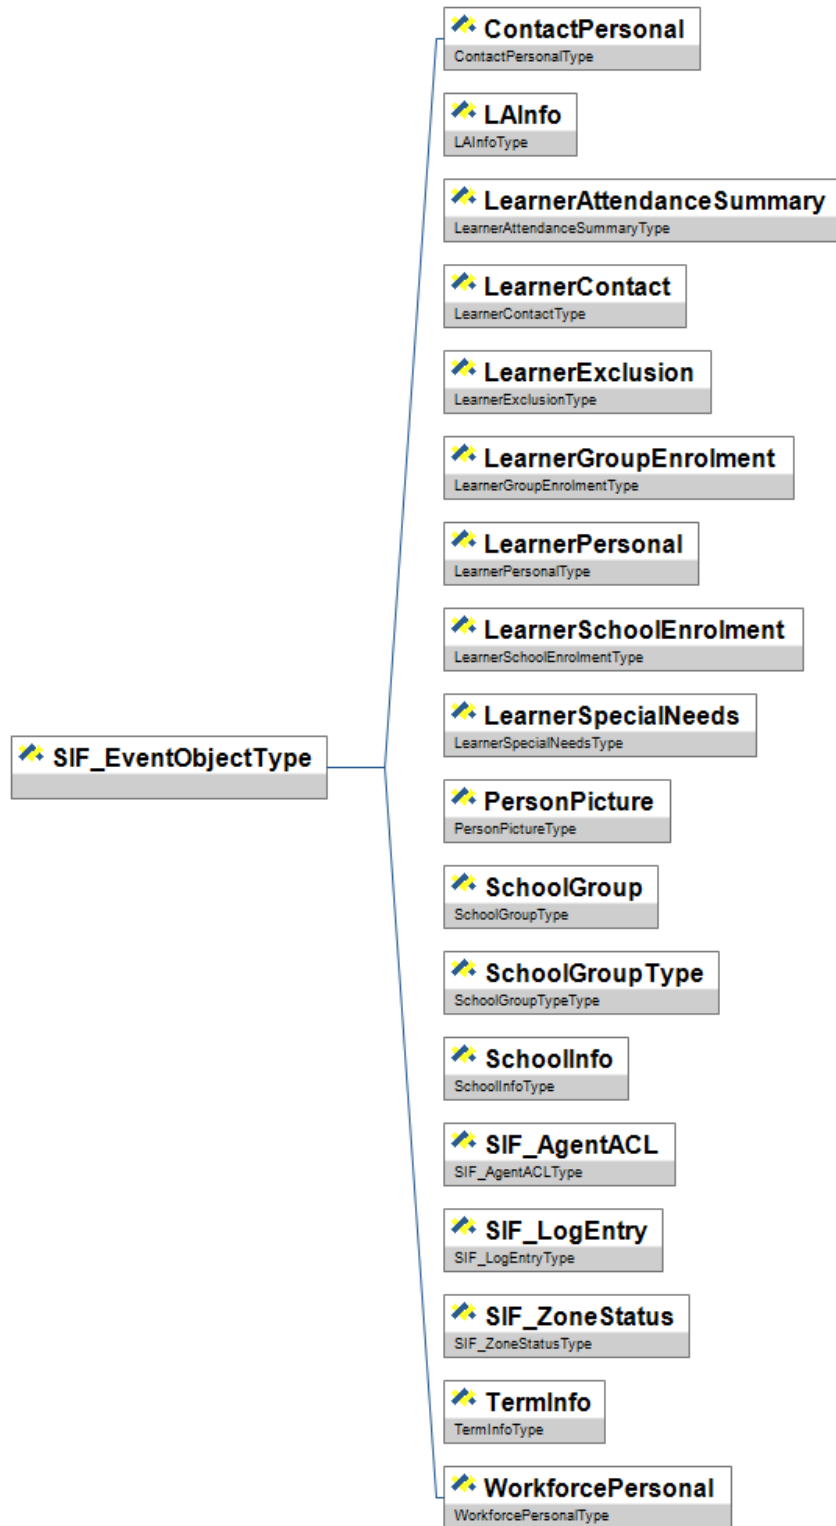 ContactPersonal
ContactPersonalType
LAInfo
LAInfoType
LearnerAttendanceSummary
LearnerAttendanceSummaryType
LearnerContact
LearnerContactType
LearnerExclusion
LearnerExclusionType
LearnerGroupEnrolment
LearnerGroupEnrolmentType
LearnerPersonal
LearnerPersonalType
LearnerSchoolEnrolment
LearnerSchoolEnrolmentType
LearnerSpecialNeeds
LearnerSpecialNeedsType
SIF_EventObjectType
PersonPicture
PersonPictureType
SchoolGroup
SchoolGroupType
SchoolGroupType
SchoolGroupTypeType
SchoolInfo
SchoolInfoType
SIF_AgentACL
SIF_AgentACLType
SIF_LogEntry
SIF_LogEntryType
SIF_ZoneStatus
SIF_ZoneStatusType
TermInfo
TermInfoType
WorkforcePersonal
WorkforcePersonalType